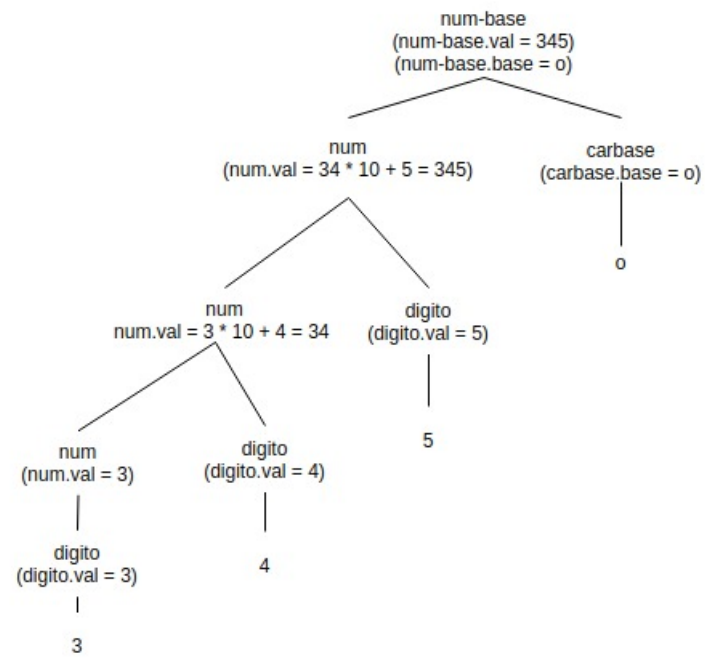 num-base
(num-base.val = 345)
(num-base.base = o)
num
(num.val = 34 * 10 + 5 = 345)
carbase
(carbase.base = o)
o
num
num.val = 3 * 10 + 4 = 34
digito
(digito.val = 5)
5
num
(num.val = 3)
digito
(digito.val = 4)
4
digito
(digito.val = 3)
3